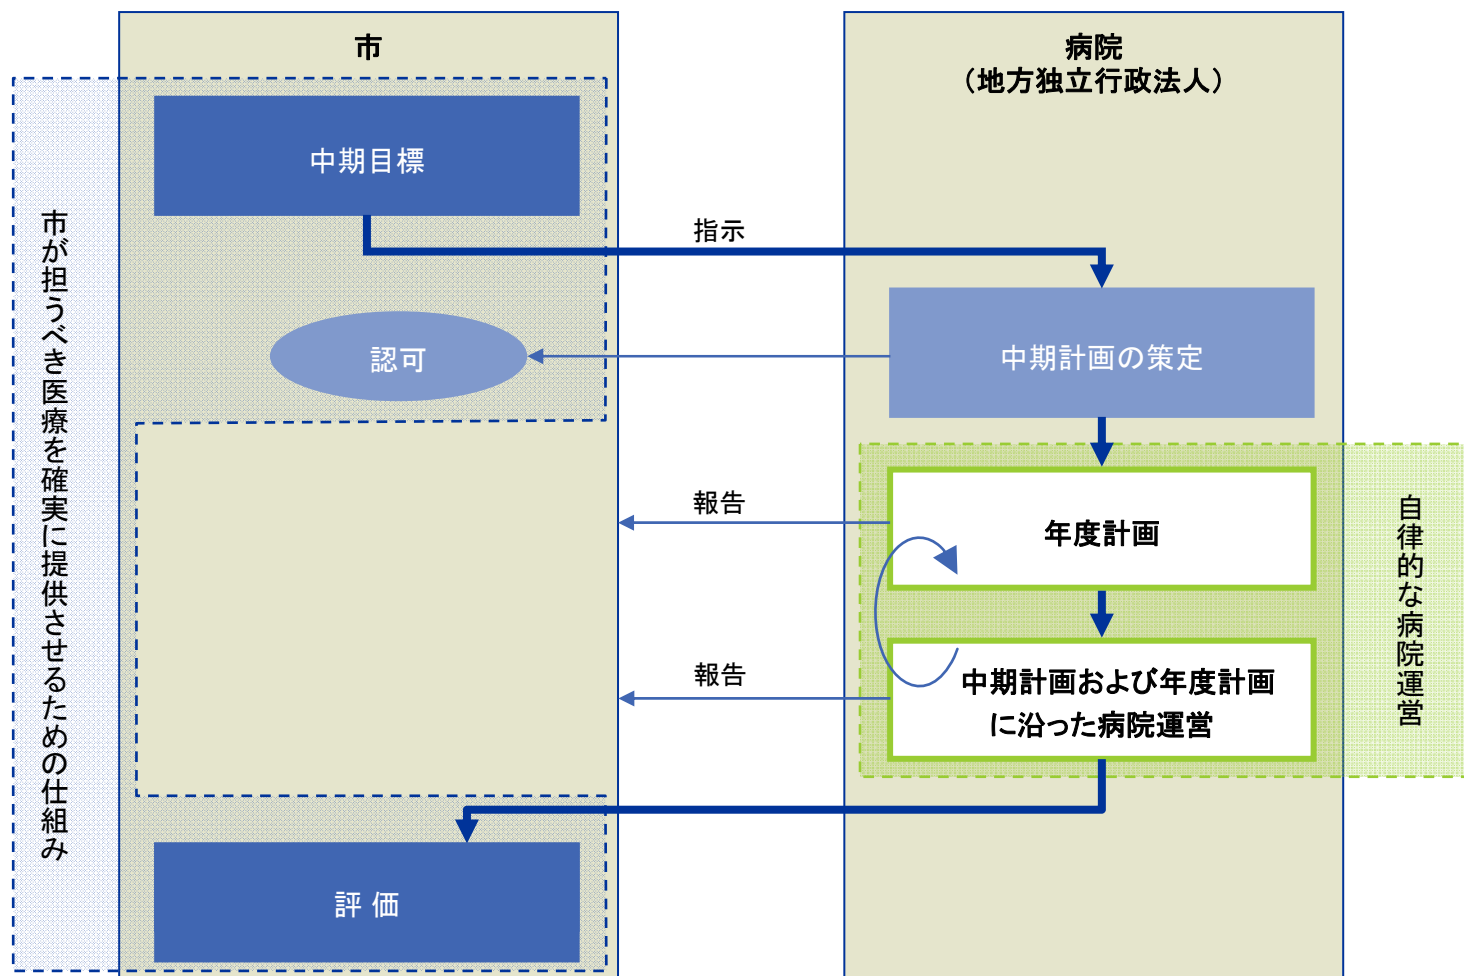 市
病院
（地方独立行政法人）
中期目標
指示
認可
中期計画の策定
報告
年度計画
報告
中期計画および年度計画
に沿った病院運営
評 価
市が担うべき医療を確実に提供させるための仕組み
自律的な病院運営